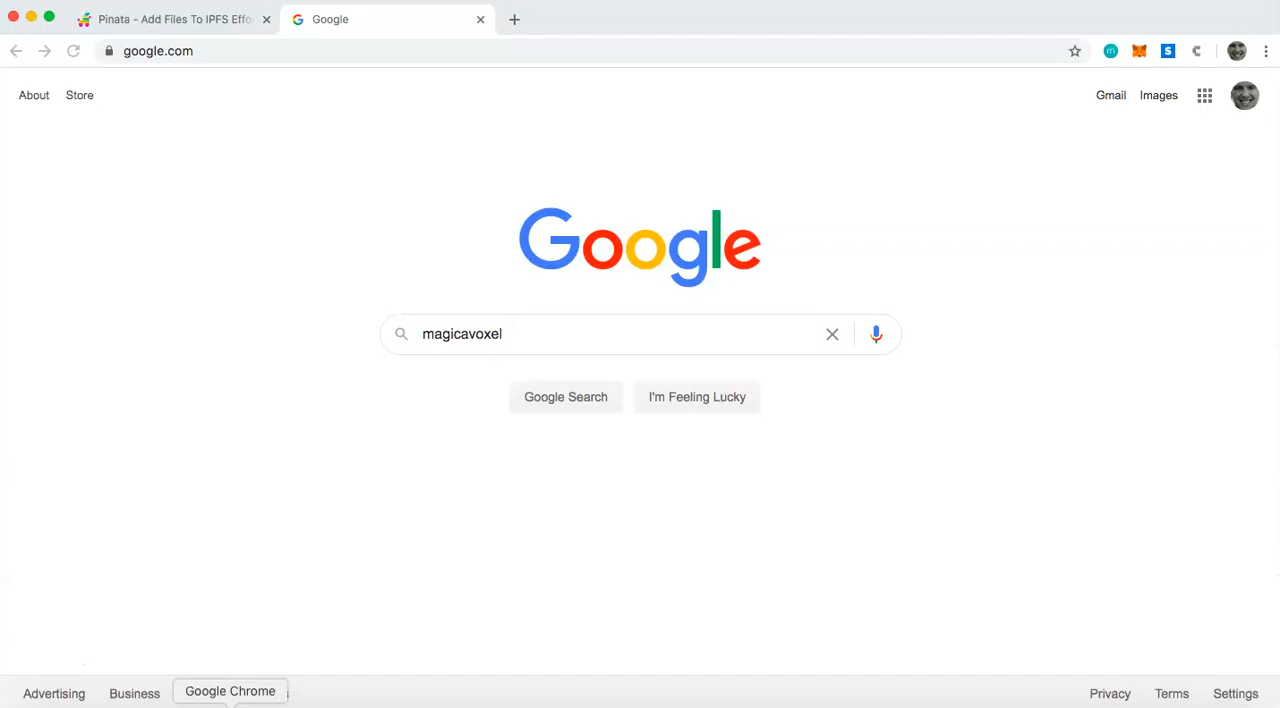 Pinata - Add Files To IPFS Effo
Google
google.com
About Store
Gmail Images
Google
magicavoxel
Google Search I'm Feeling Lucky
Advertising Business Google Chrome
Privacy Terms Settings